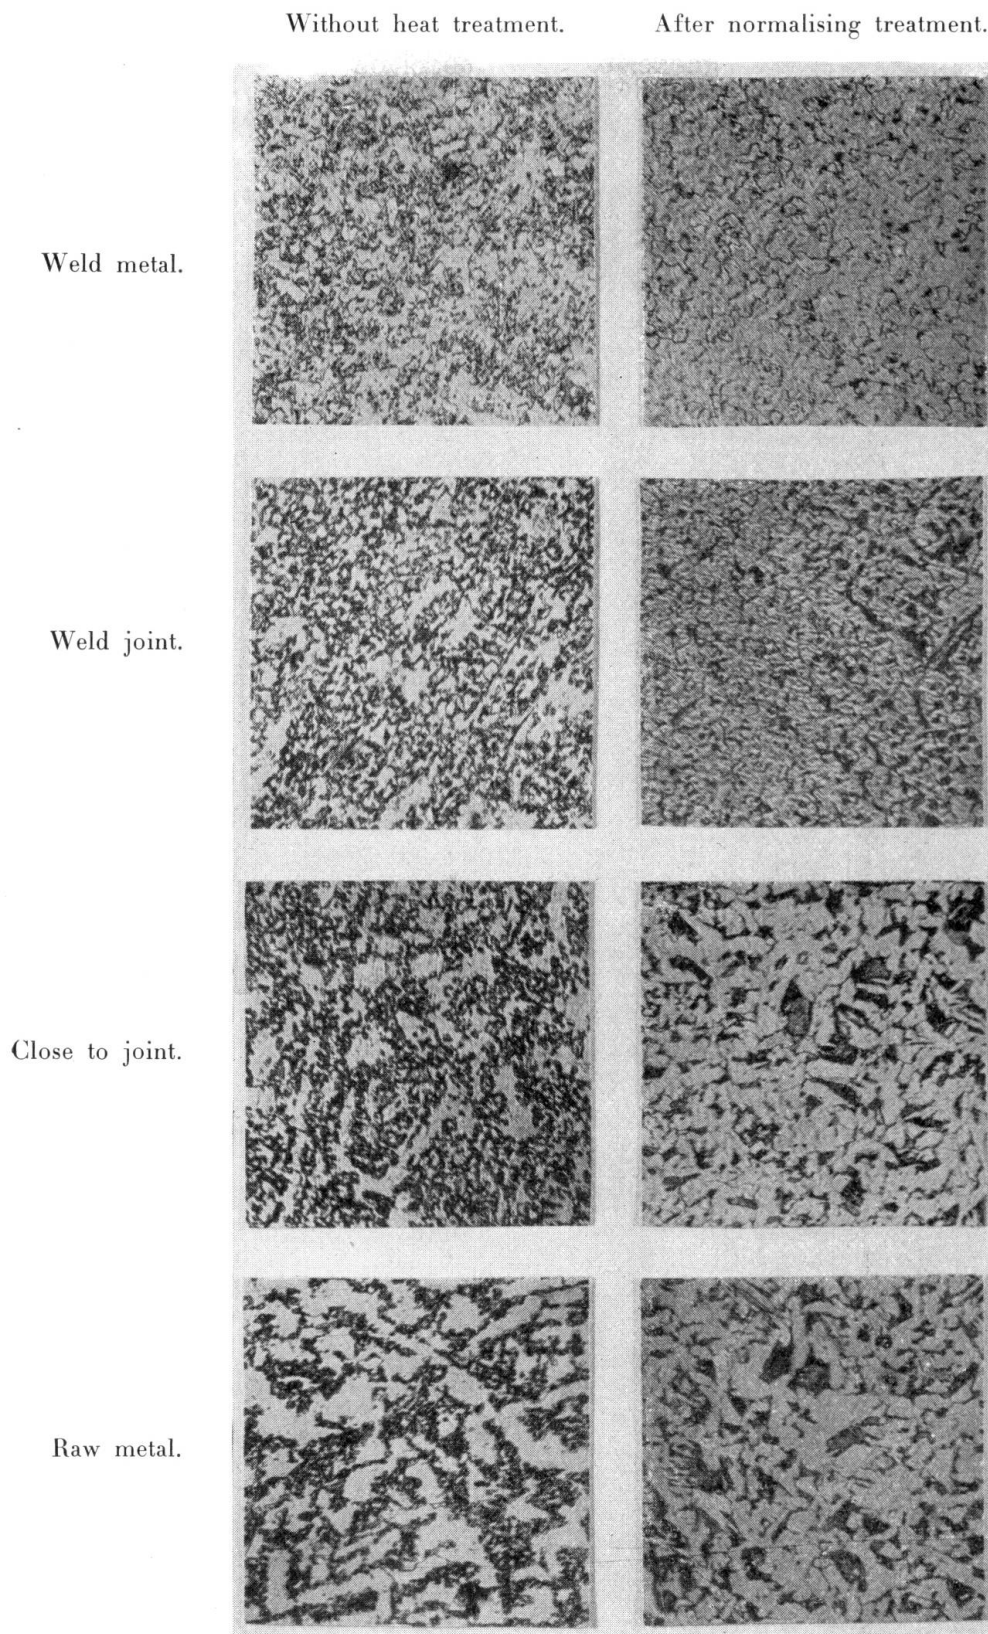 Without heat treatment. After normalising treatment.
Weld metal.
Weld joint.
Close to joint.
Raw metal.